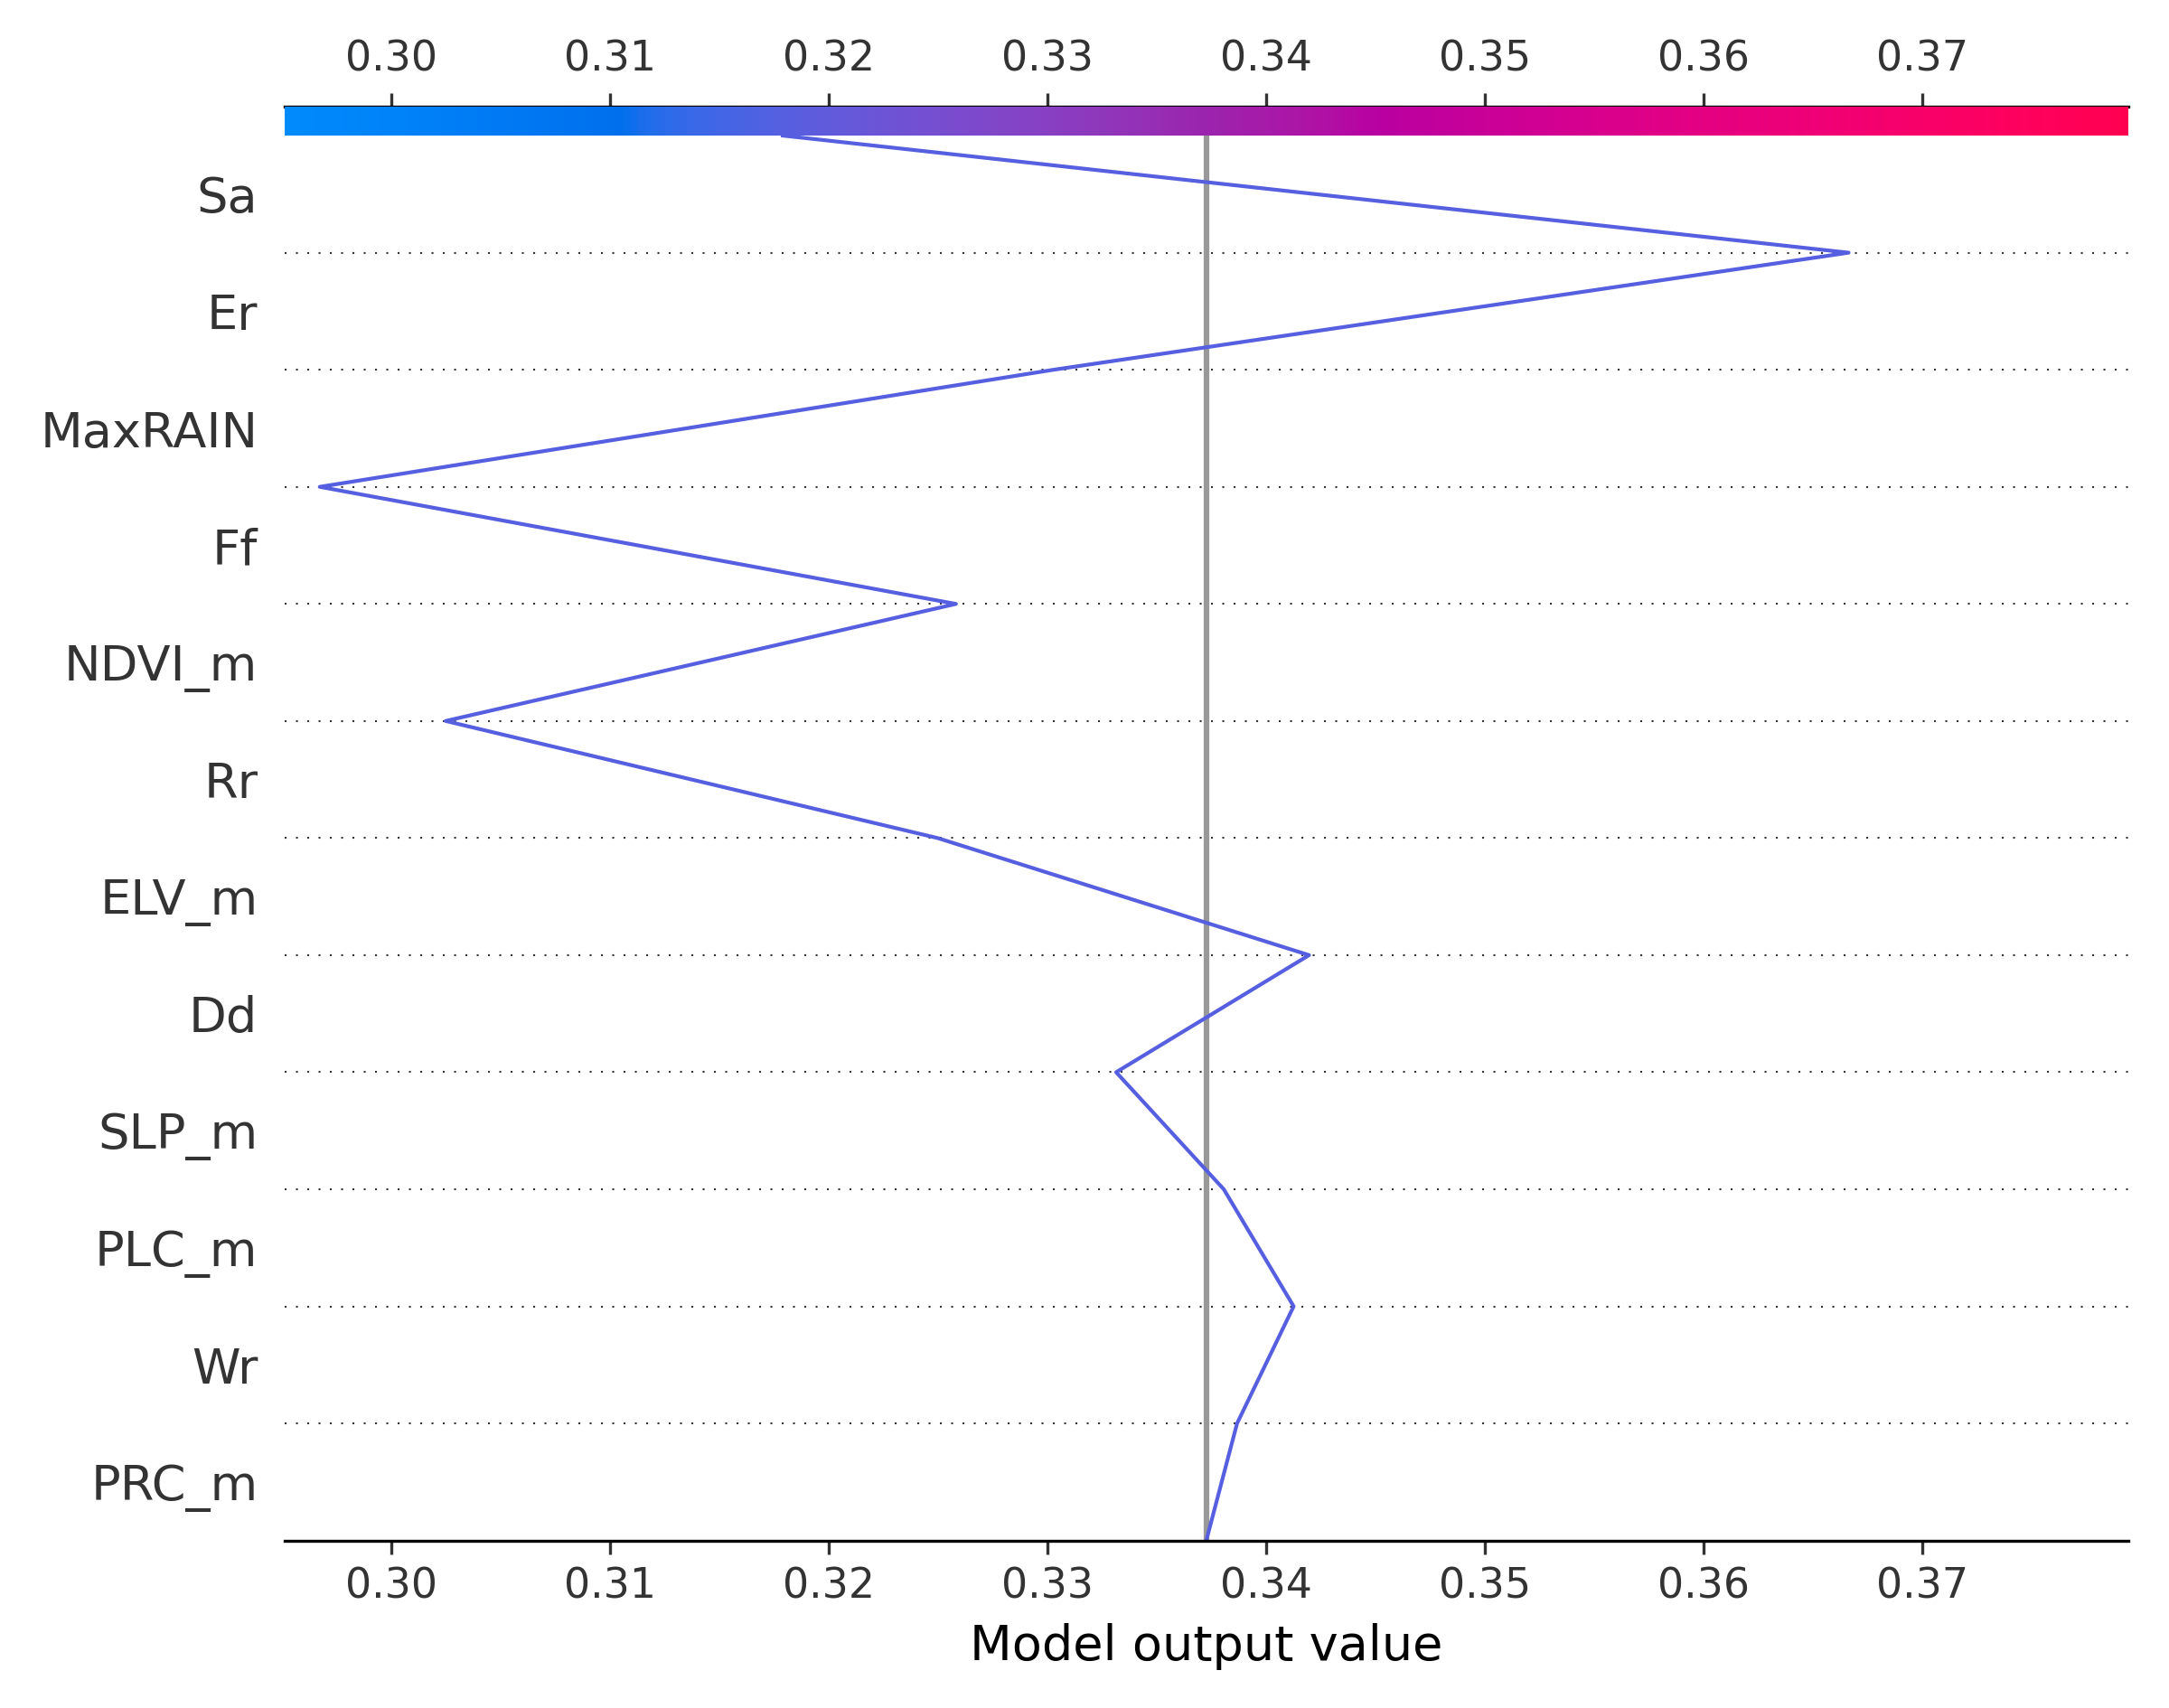 0.30 0.31 0.32 0.33 0.34 0.35 0.36 0.37
Sa
Er
MaxRAIN
Ff
NDVI_m
Rr
ELV_m
Dd
SLP_m
PLC_m
Wr
PRC_m
0.30 0.31 0.32 0.33 0.34 0.35 0.36 0.37
Model output value